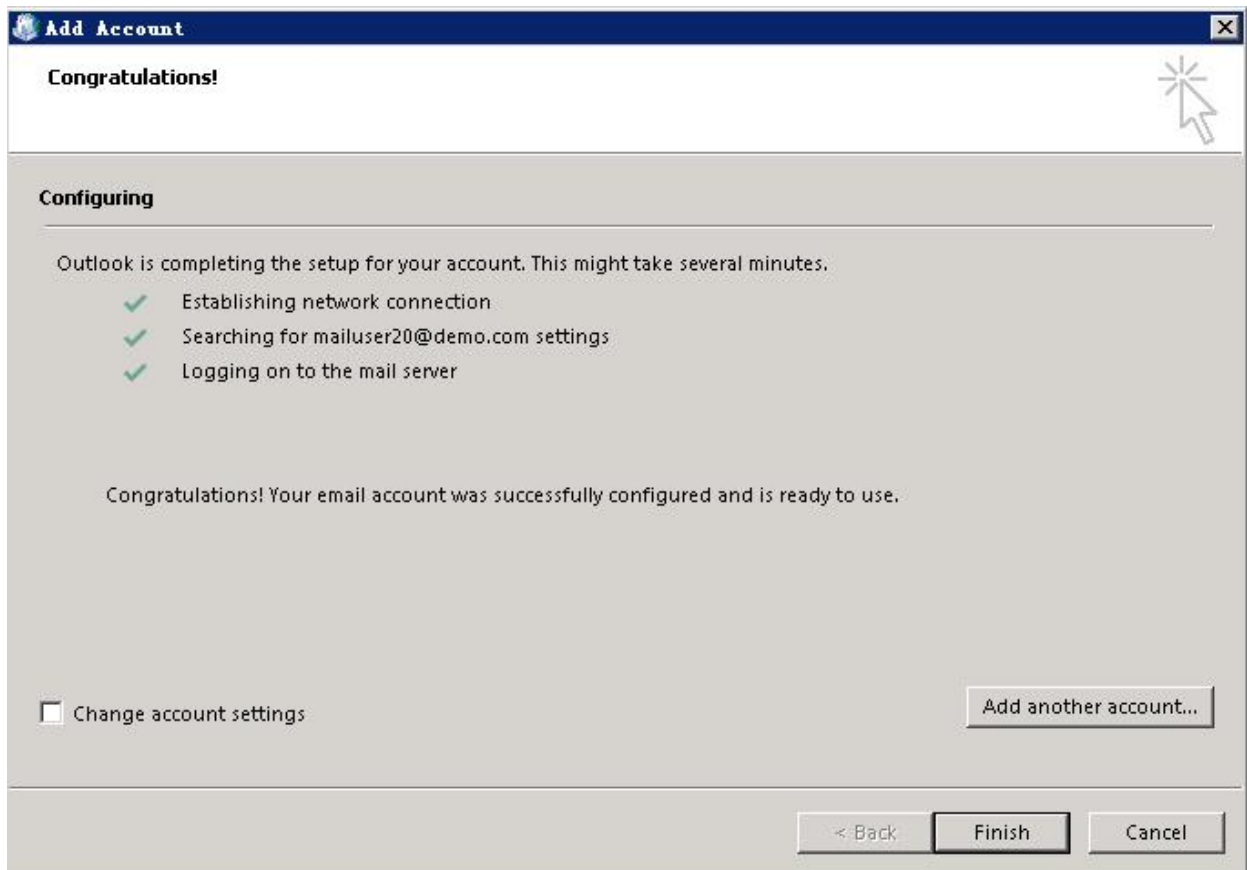 Add Account
Congratulations!
Configuring
Outlook is completing the setup for your account. This might take several minutes.
Establishing network connection
Searching for mailuser20@demo.com settings
Logging on to the mail server
Congratulations! Your email account was successfully configured and is ready to use.
Change account settings
Add another account...
< Back
Finish
Cancel